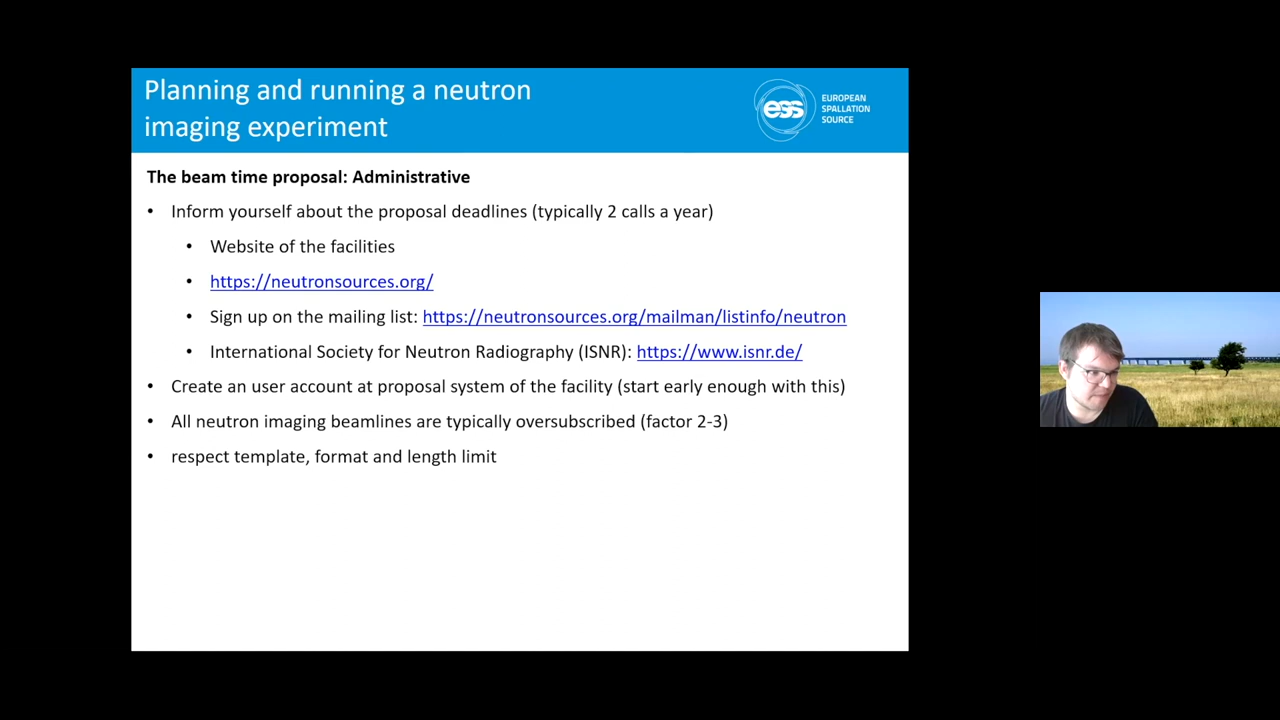 Planning and running a neutron
imaging experiment
ess
EUROPEAN
SPALLATION
SOURCE
The beam time proposal: Administrative
• Inform yourself about the proposal deadlines (typically 2 calls a year)
• Website of the facilities
• https://neutronsources.org/
• Sign up on the mailing list: https://neutronsources.org/mailman/listinfo/neutron
• International Society for Neutron Radiography (ISNR): https://www.isnr.de/
• Create an user account at proposal system of the facility (start early enough with this)
• All neutron imaging beamlines are typically oversubscribed (factor 2-3)
• respect template, format and length limit